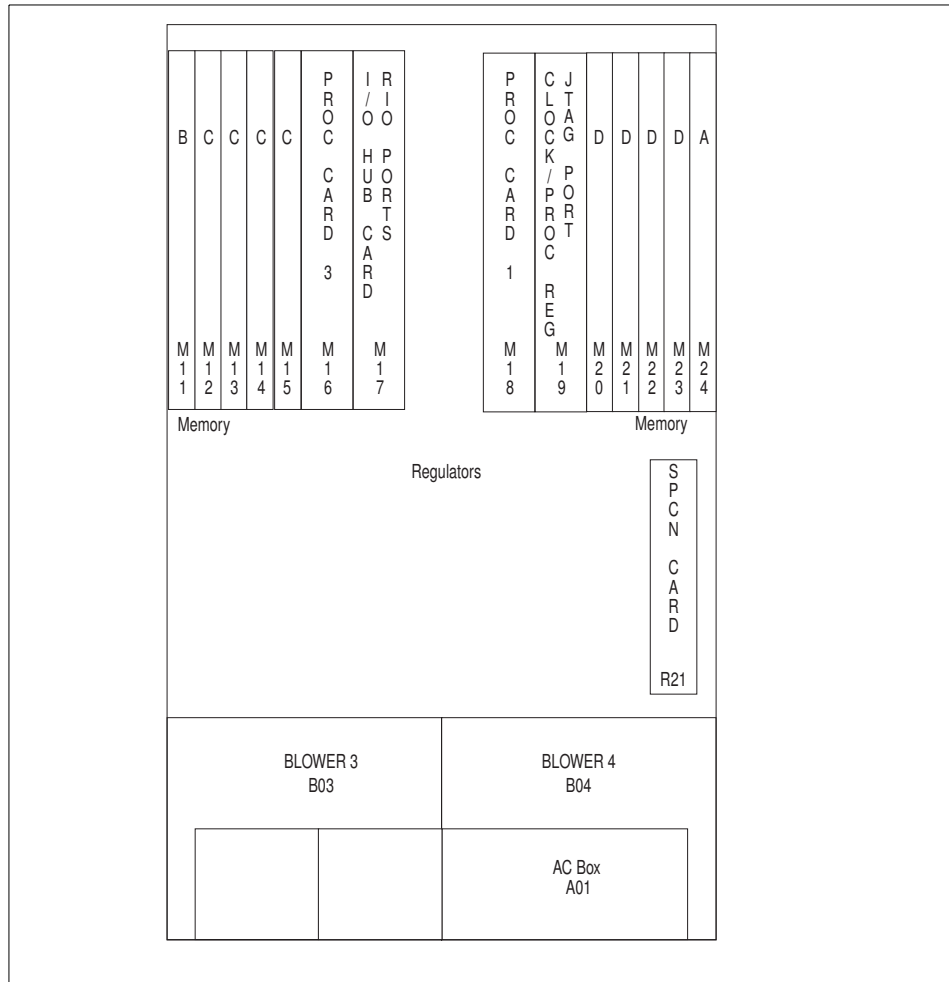 B
C
C
C
C
PROC CARD 3
I/O HUB CARD
RIO PORTS
PROC CARD 1
CLOCK/PROC REG
JTAG PORT
D
D
D
D
A
M11
M12
M13
M14
M15
M16
M17
M18
M19
M20
M21
M22
M23
M24
Memory
Memory
Regulators
SPCN CARD
R21
BLOWER 3
B03
BLOWER 4
B04
AC Box
A01